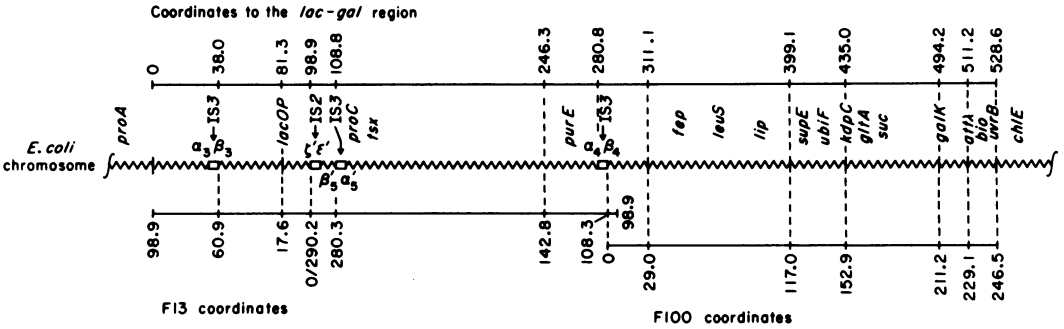 Coordinates to the lac-gal region
0 38.0 81.3 98.9 108.8 246.3 280.8 311.1 399.1 435.0 494.2 511.2 528.6
proA IS3 lacOP IS2 IS3 proC tsx purE IS3 fep leuS lip supE ubiF kdpC gltA suc galK attλ bio uvrB chlE
E. coli chromosome
α3 β3 ζ' ε' β5' α5' α4 β4
98.9 60.9 17.6 0/290.2 280.3 142.8 108.3 98.9
0 29.0 117.0 152.9 211.2 229.1 246.5
F13 coordinates
F100 coordinates